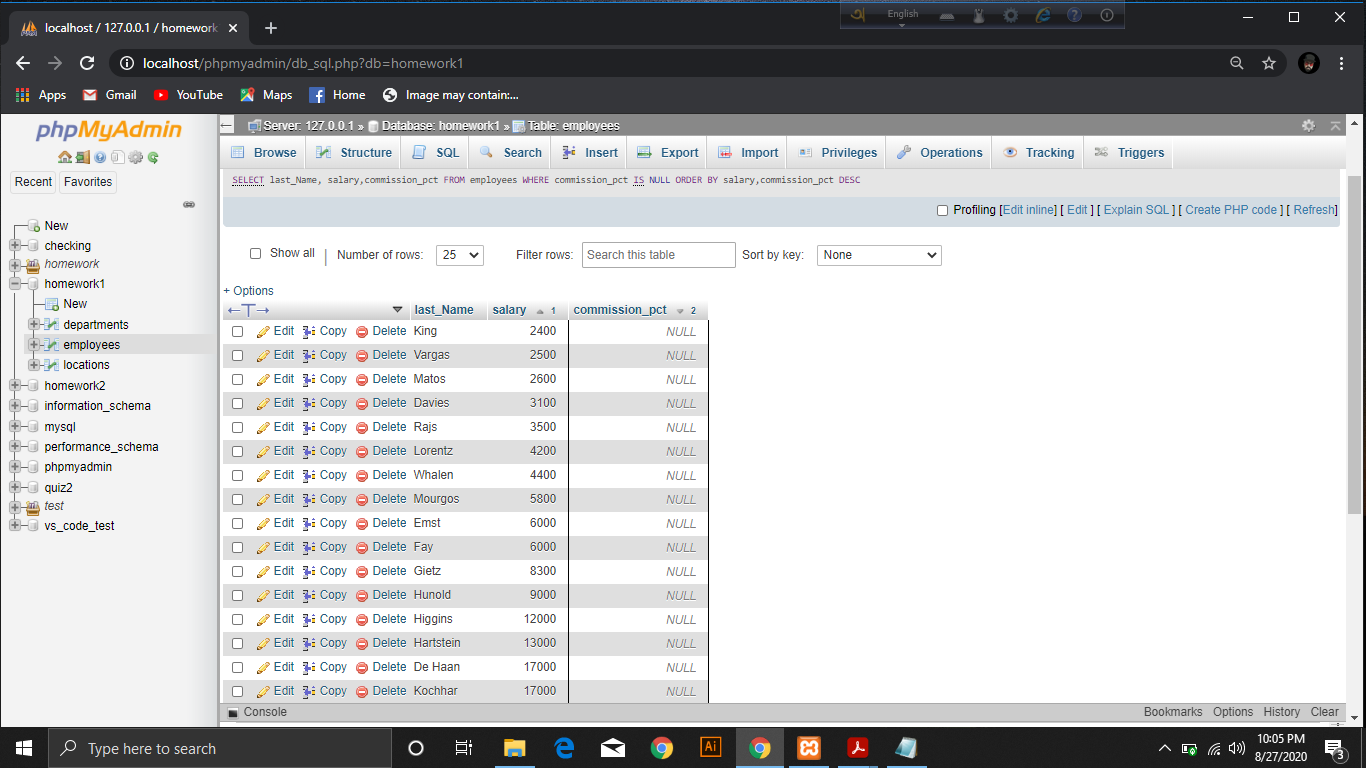 localhost / 127.0.0.1 / homework
English
localhost/phpmyadmin/db_sql.php?db=homework1
Apps Gmail YouTube Maps Home Image may contain:...
phpMyAdmin
Recent Favorites
New
checking
homework
homework1
New
departments
employees
locations
homework2
information_schema
mysql
performance_schema
phpmyadmin
quiz2
test
vs_code_test
Server: 127.0.0.1 » Database: homework1 » Table: employees
Browse Structure SQL Search Insert Export Import Privileges Operations Tracking Triggers
SELECT last_Name, salary,commission_pct FROM employees WHERE commission_pct IS NULL ORDER BY salary,commission_pct DESC
Profiling [Edit inline] [ Edit ] [ Explain SQL ] [ Create PHP code ] [ Refresh]
Show all | Number of rows: 25 Filter rows: Search this table Sort by key: None
+ Options
←T→ last_Name salary 1 commission_pct 2
Edit Copy Delete King 2400 NULL
Edit Copy Delete Vargas 2500 NULL
Edit Copy Delete Matos 2600 NULL
Edit Copy Delete Davies 3100 NULL
Edit Copy Delete Rajs 3500 NULL
Edit Copy Delete Lorentz 4200 NULL
Edit Copy Delete Whalen 4400 NULL
Edit Copy Delete Mourgos 5800 NULL
Edit Copy Delete Emst 6000 NULL
Edit Copy Delete Fay 6000 NULL
Edit Copy Delete Gietz 8300 NULL
Edit Copy Delete Hunold 9000 NULL
Edit Copy Delete Higgins 12000 NULL
Edit Copy Delete Hartstein 13000 NULL
Edit Copy Delete De Haan 17000 NULL
Edit Copy Delete Kochhar 17000 NULL
Console Bookmarks Options History Clear
Type here to search
Ai
10:05 PM
8/27/2020
3